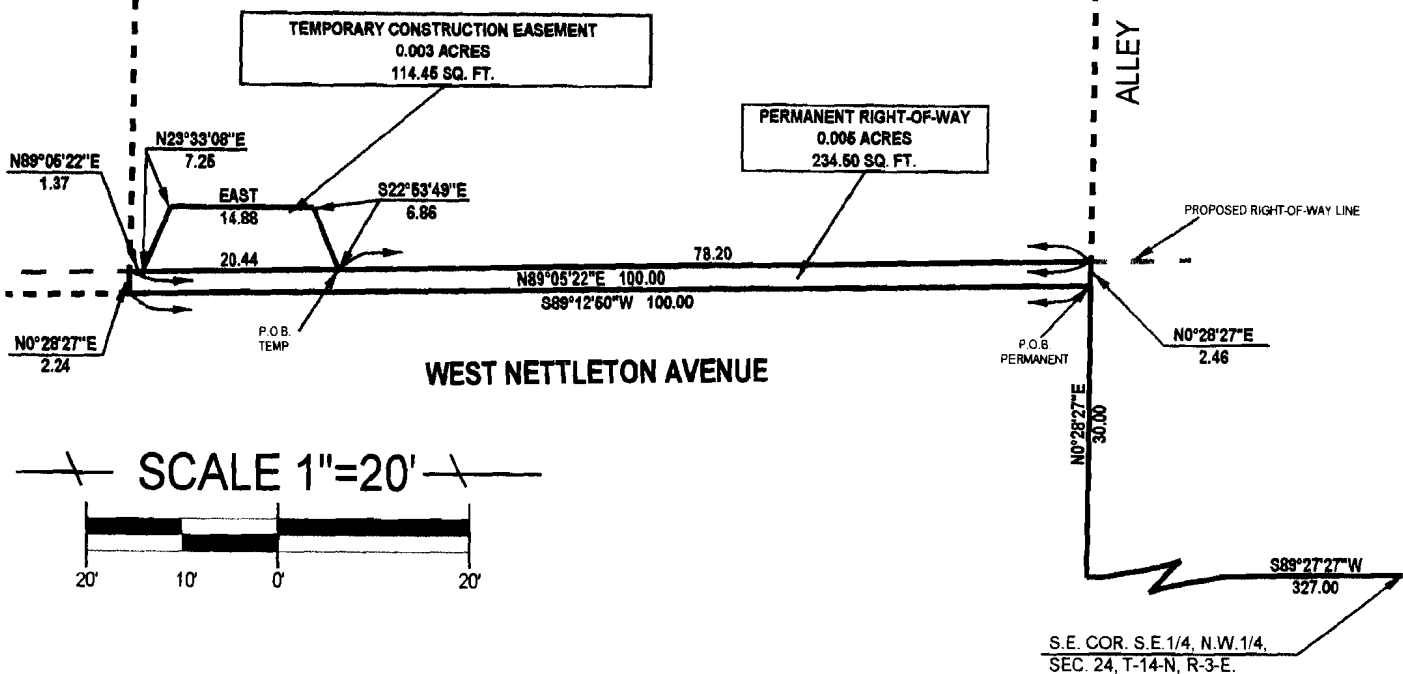 TEMPORARY CONSTRUCTION EASEMENT
0.003 ACRES
114.45 SQ. FT.
ALLEY
PERMANENT RIGHT-OF-WAY
0.005 ACRES
234.50 SQ. FT.
N23°33'08"E
7.25
N89°05'22"E
1.37
EAST
14.88
S22°53'49"E
6.86
PROPOSED RIGHT-OF-WAY LINE
20.44
78.20
N89°05'22"E 100.00
S89°12'50"W 100.00
P.O.B.
TEMP
N0°28'27"E
2.24
P.O.B.
PERMANENT
N0°28'27"E
2.46
WEST NETTLETON AVENUE
N0°28'27"E
30.00
SCALE 1"=20'
20' 10' 0' 20'
S89°27'27"W
327.00
S.E. COR. S.E.1/4, N.W.1/4,
SEC. 24, T-14-N, R-3-E.